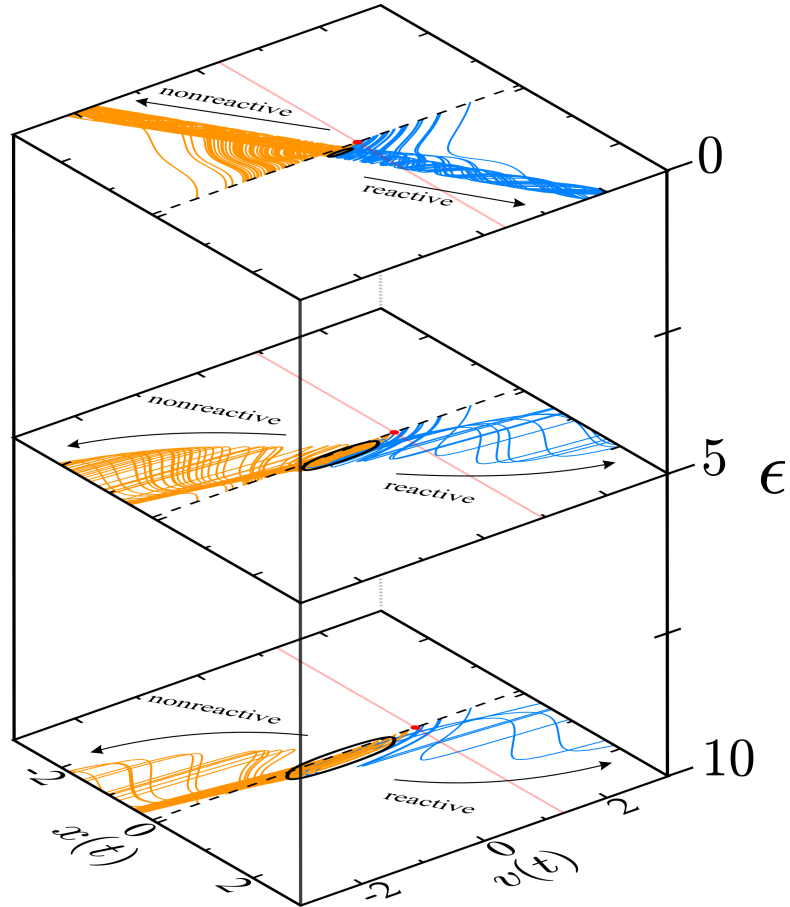 nonreactive
reactive
0
nonreactive
reactive
5
ϵ
nonreactive
reactive
10
-2
0
2
x(t)
-2
0
2
v(t)